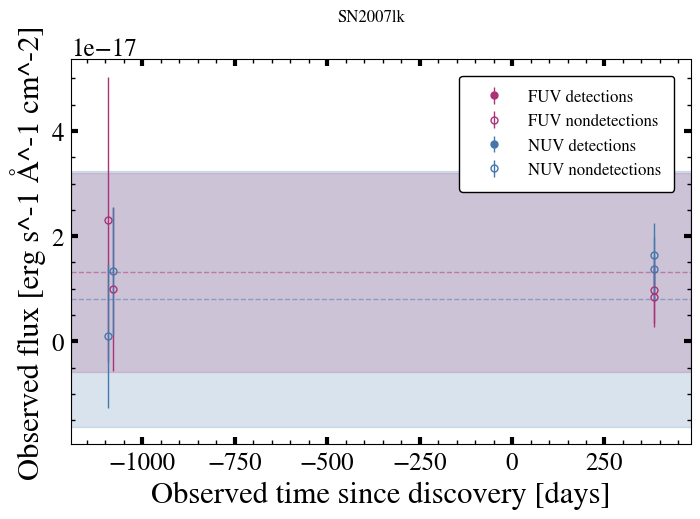 SN2007lk
1e−17
Observed flux [erg s^-1 Å^-1 cm^-2]
4
2
0
FUV detections
FUV nondetections
NUV detections
NUV nondetections
−1000
−750
−500
−250
0
250
Observed time since discovery [days]